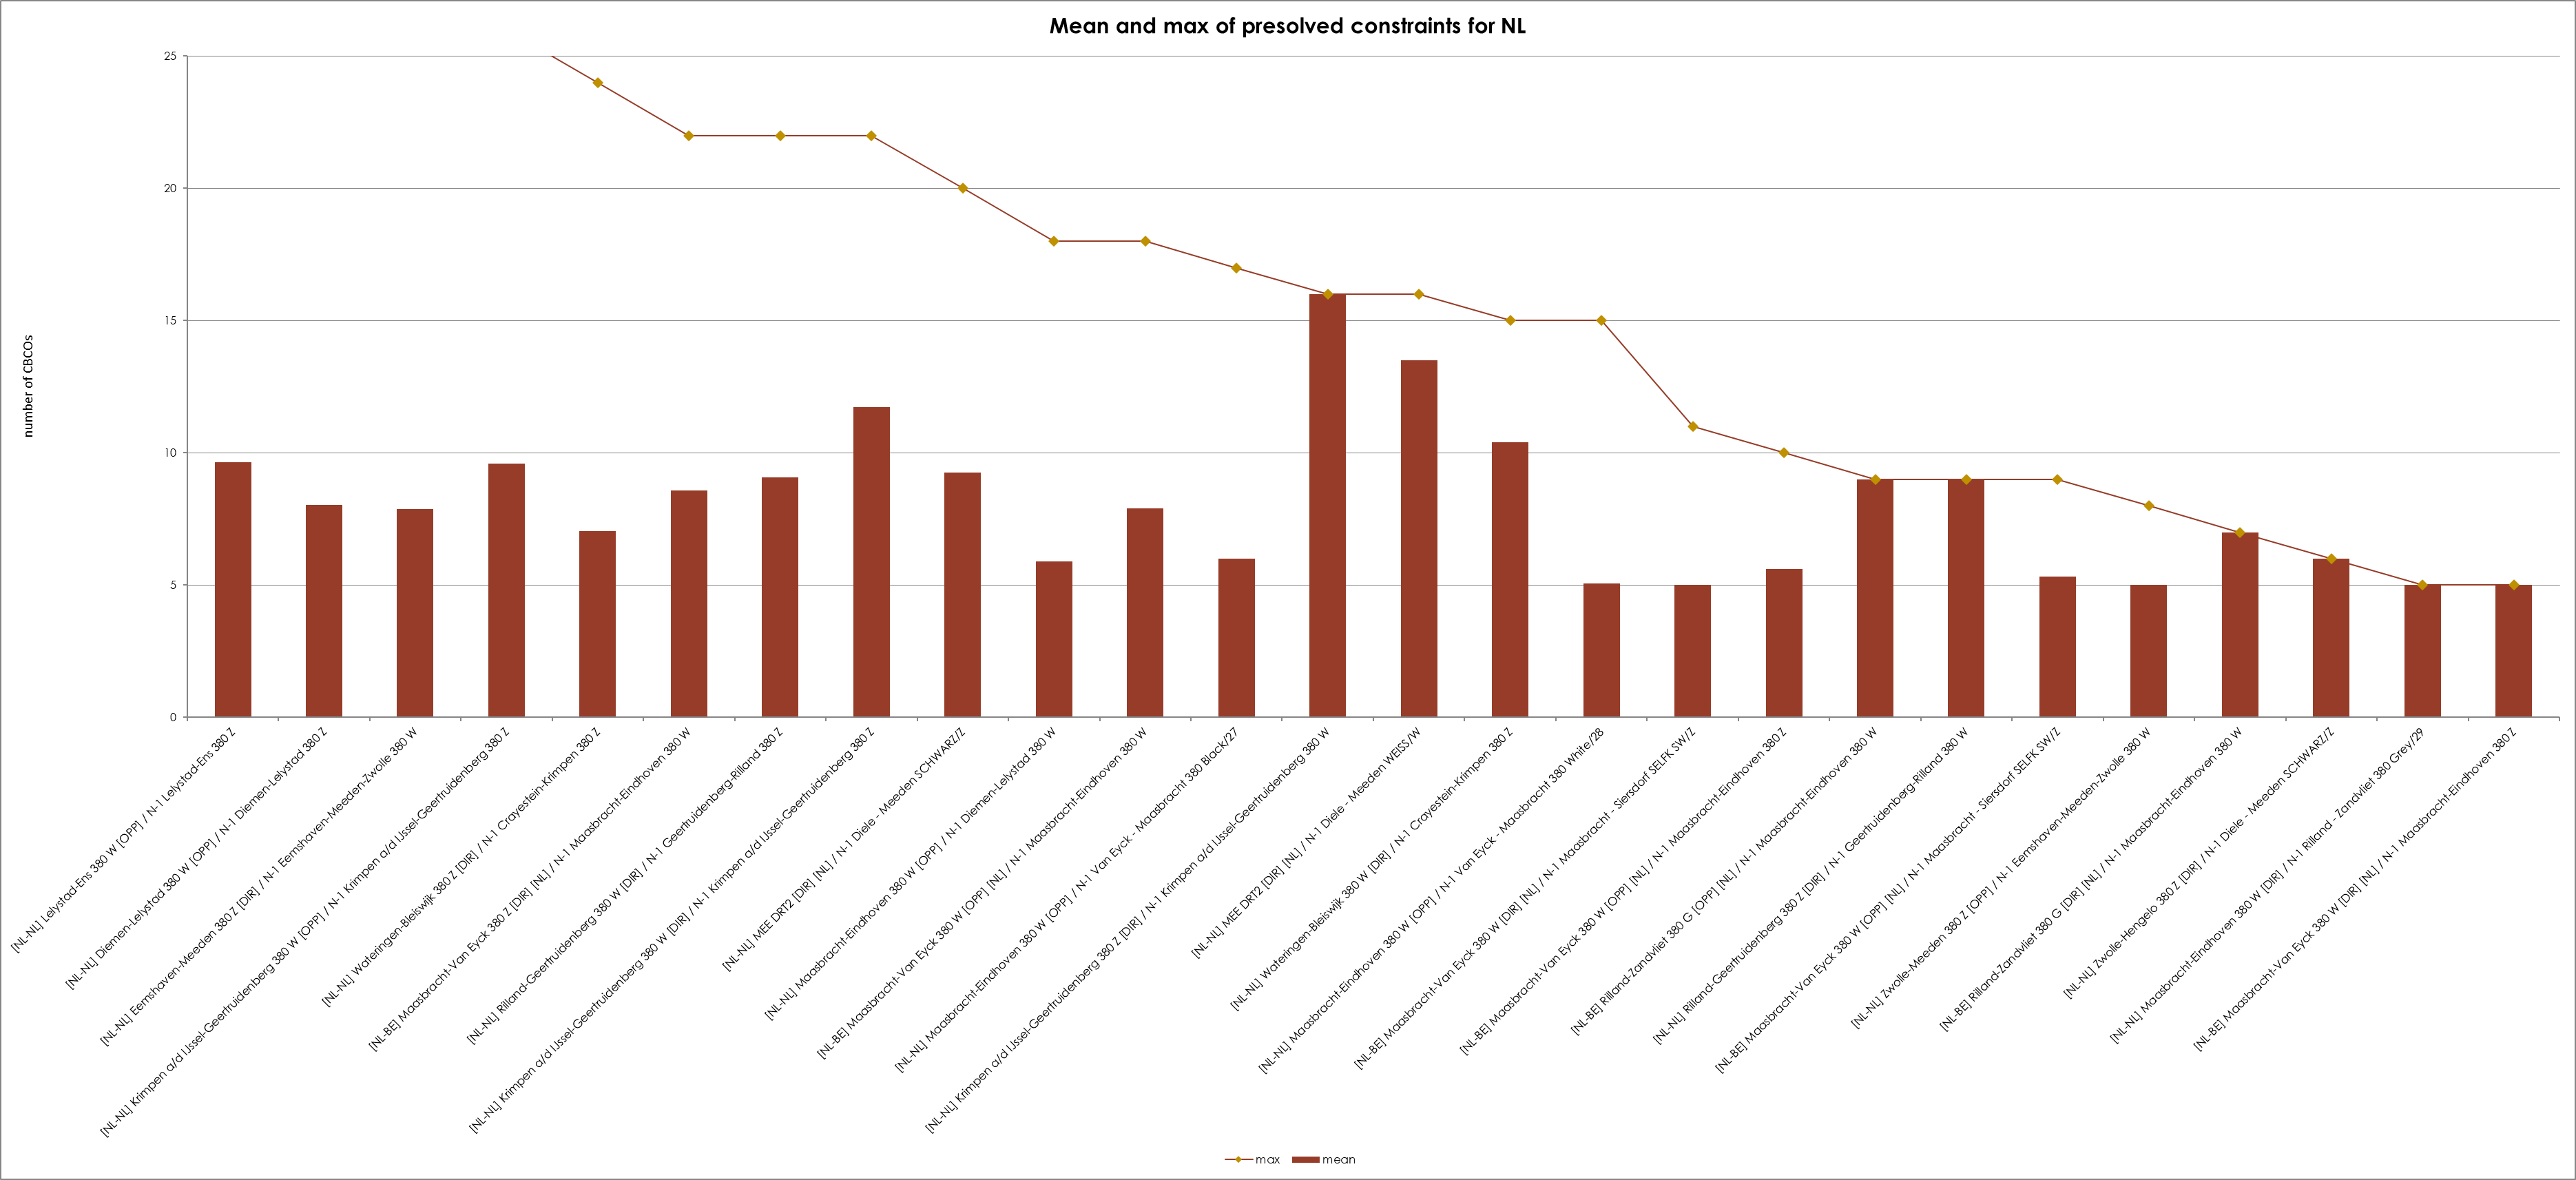 Mean and max of presolved constraints for NL
number of CBCOs
25
20
15
10
5
0
[NL-NL] Lelystad-Ens 380 W [OPP] / N-1 Lelystad-Ens 380 Z
[NL-NL] Diemen-Lelystad 380 W [OPP] / N-1 Diemen-Lelystad 380 Z
[NL-NL] Eemshaven-Meeden 380 Z [DIR] / N-1 Eemshaven-Meeden-Zwolle 380 W
[NL-NL] Krimpen a/d IJssel-Geertruidenberg 380 W [OPP] / N-1 Krimpen a/d IJssel-Geertruidenberg 380 Z
[NL-NL] Wateringen-Bleiswijk 380 Z [DIR] / N-1 Crayestein-Krimpen 380 Z
[NL-BE] Maasbracht-Van Eyck 380 Z [DIR] [NL] / N-1 Maasbracht-Eindhoven 380 W
[NL-NL] Rilland-Geertruidenberg 380 W [DIR] / N-1 Geertruidenberg-Rilland 380 Z
[NL-NL] Krimpen a/d IJssel-Geertruidenberg 380 W [DIR] / N-1 Krimpen a/d IJssel-Geertruidenberg 380 Z
[NL-NL] MEE DRT2 [DIR] [NL] / N-1 Diele - Meeden SCHWARZ/Z
[NL-NL] Maasbracht-Eindhoven 380 W [OPP] / N-1 Diemen-Lelystad 380 W
[NL-BE] Maasbracht-Van Eyck 380 W [OPP] [NL] / N-1 Maasbracht-Eindhoven 380 W
[NL-NL] Maasbracht-Eindhoven 380 W [OPP] / N-1 Van Eyck - Maasbracht 380 Black/27
[NL-NL] Krimpen a/d IJssel-Geertruidenberg 380 Z [DIR] / N-1 Krimpen a/d IJssel-Geertruidenberg 380 W
[NL-NL] MEE DRT2 [DIR] [NL] / N-1 Diele - Meeden WEISS/W
[NL-NL] Wateringen-Bleiswijk 380 W [DIR] / N-1 Crayestein-Krimpen 380 Z
[NL-NL] Maasbracht-Eindhoven 380 W [OPP] / N-1 Van Eyck - Maasbracht 380 White/28
[NL-BE] Maasbracht-Van Eyck 380 W [DIR] [NL] / N-1 Maasbracht - Siersdorf SELFK SW/Z
[NL-BE] Maasbracht-Van Eyck 380 W [OPP] [NL] / N-1 Maasbracht-Eindhoven 380 Z
[NL-BE] Rilland-Zandvliet 380 G [OPP] [NL] / N-1 Maasbracht-Eindhoven 380 W
[NL-NL] Rilland-Geertruidenberg 380 Z [DIR] / N-1 Geertruidenberg-Rilland 380 W
[NL-BE] Maasbracht-Van Eyck 380 W [OPP] [NL] / N-1 Maasbracht - Siersdorf SELFK SW/Z
[NL-NL] Zwolle-Meeden 380 Z [OPP] / N-1 Eemshaven-Meeden-Zwolle 380 W
[NL-BE] Rilland-Zandvliet 380 G [DIR] [NL] / N-1 Maasbracht-Eindhoven 380 W
[NL-NL] Zwolle-Hengelo 380 Z [DIR] / N-1 Diele - Meeden SCHWARZ/Z
[NL-NL] Maasbracht-Eindhoven 380 W [DIR] / N-1 Rilland - Zandvliet 380 Grey/29
[NL-BE] Maasbracht-Van Eyck 380 W [DIR] [NL] / N-1 Maasbracht-Eindhoven 380 Z
max
mean